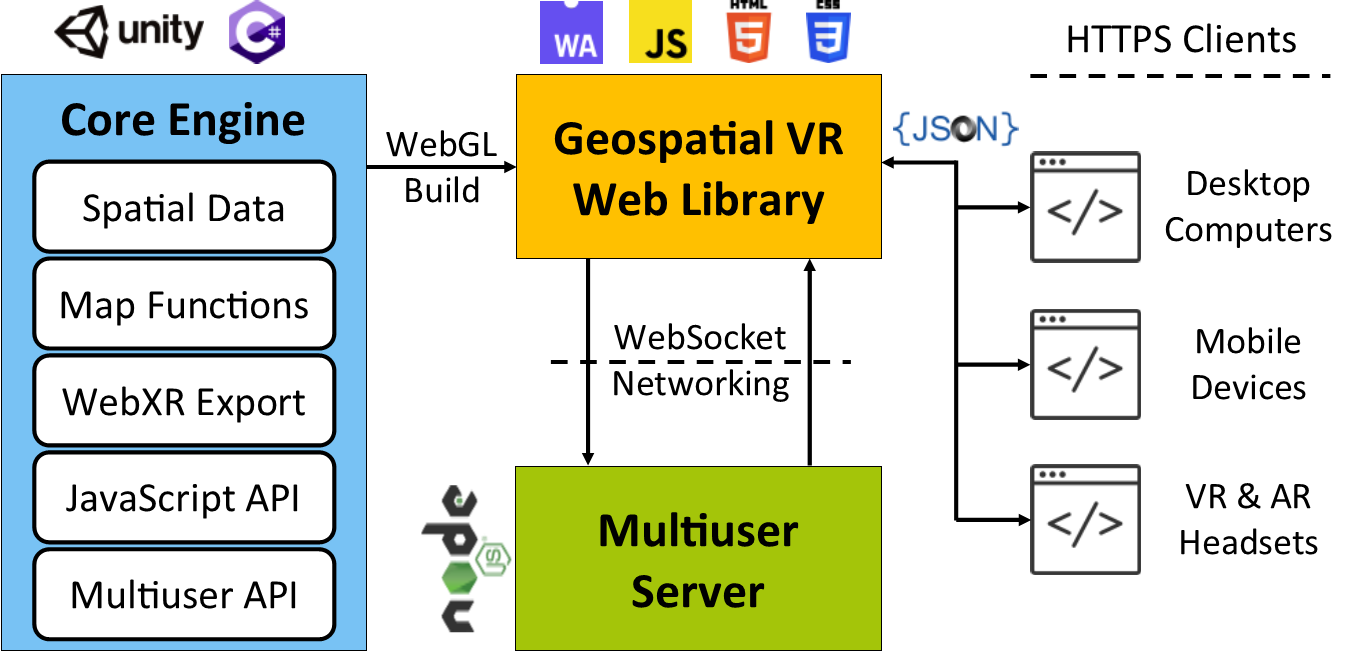 unity
C#
WA
JS
HTML
5
CSS
3
HTTPS Clients
Core Engine
Spatial Data
Map Functions
WebXR Export
JavaScript API
Multiuser API
WebGL
Build
Geospatial VR
Web Library
{JSON}
</>
Desktop
Computers
WebSocket
Networking
</>
Mobile
Devices
node
JS
Multiuser
Server
</>
VR & AR
Headsets